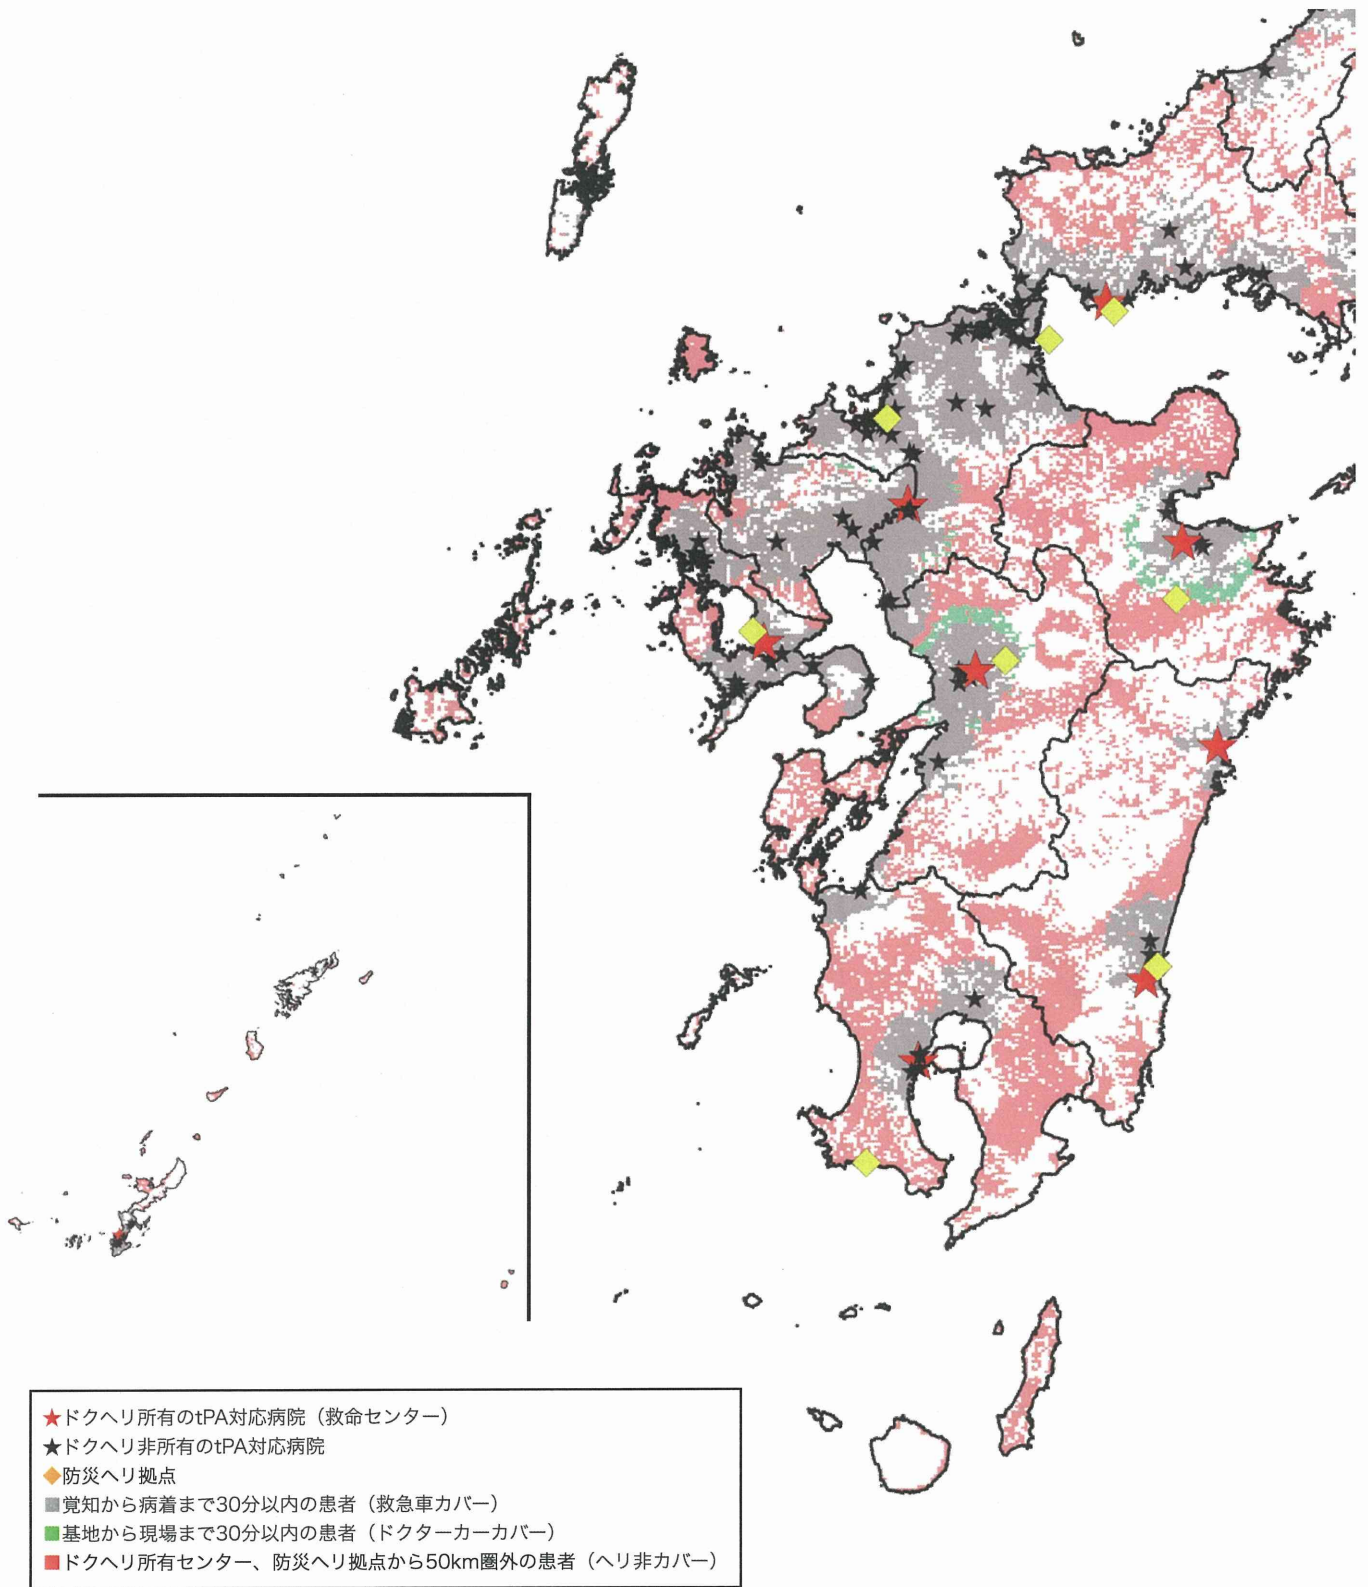 ★ドクヘリ所有のtPA対応病院（救命センター）
★ドクヘリ非所有のtPA対応病院
◆防災ヘリ拠点
■覚知から病着まで30分以内の患者（救急車カバー）
■基地から現場まで30分以内の患者（ドクターカーカバー）
■ドクヘリ所有センター、防災ヘリ拠点から50km圏外の患者（ヘリ非カバー）